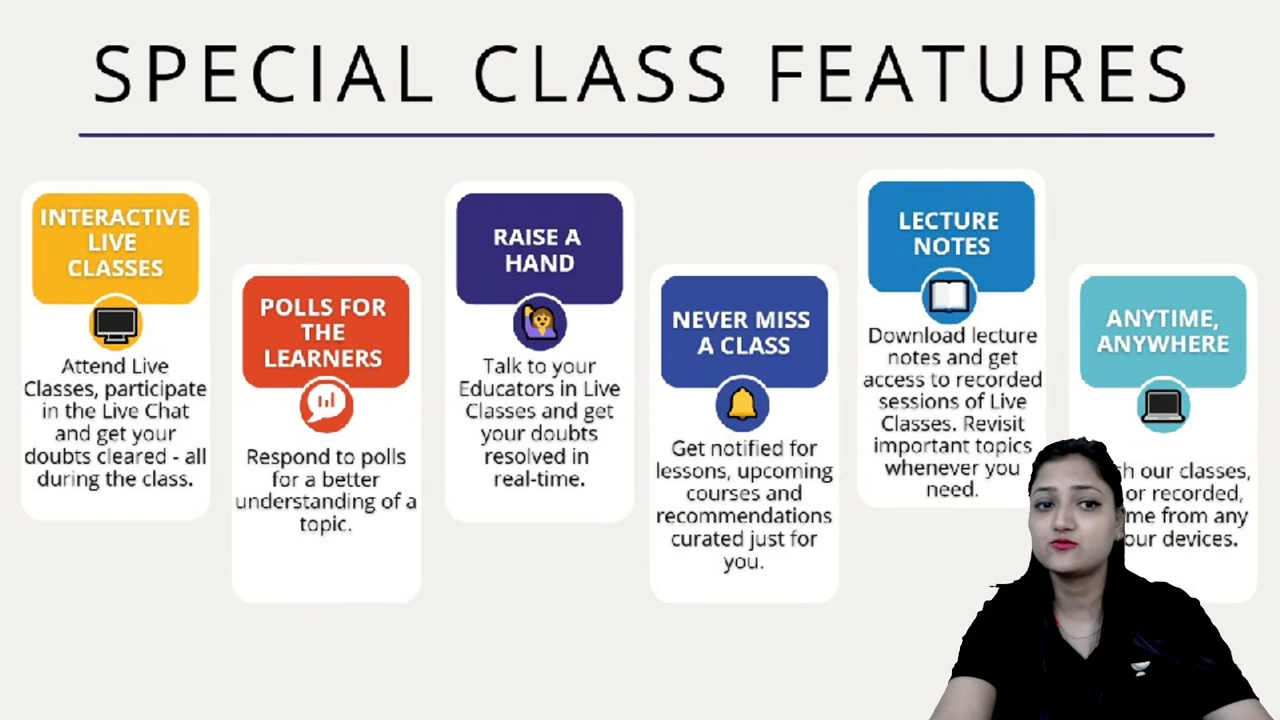 SPECIAL CLASS FEATURES
INTERACTIVE
LIVE
CLASSES
Attend Live
Classes, participate
in the Live Chat
and get your
doubts cleared - all
during the class.
POLLS FOR
THE
LEARNERS
Respond to polls
for a better
understanding of a
topic.
RAISE A
HAND
Talk to your
Educators in Live
Classes and get
your doubts
resolved in
real-time.
NEVER MISS
A CLASS
Get notified for
lessons, upcoming
courses and
recommendations
curated just for
you.
LECTURE
NOTES
Download lecture
notes and get
access to recorded
sessions of Live
Classes. Revisit
important topics
whenever you
need.
ANYTIME,
ANYWHERE
our classes,
or recorded,
from any
devices.